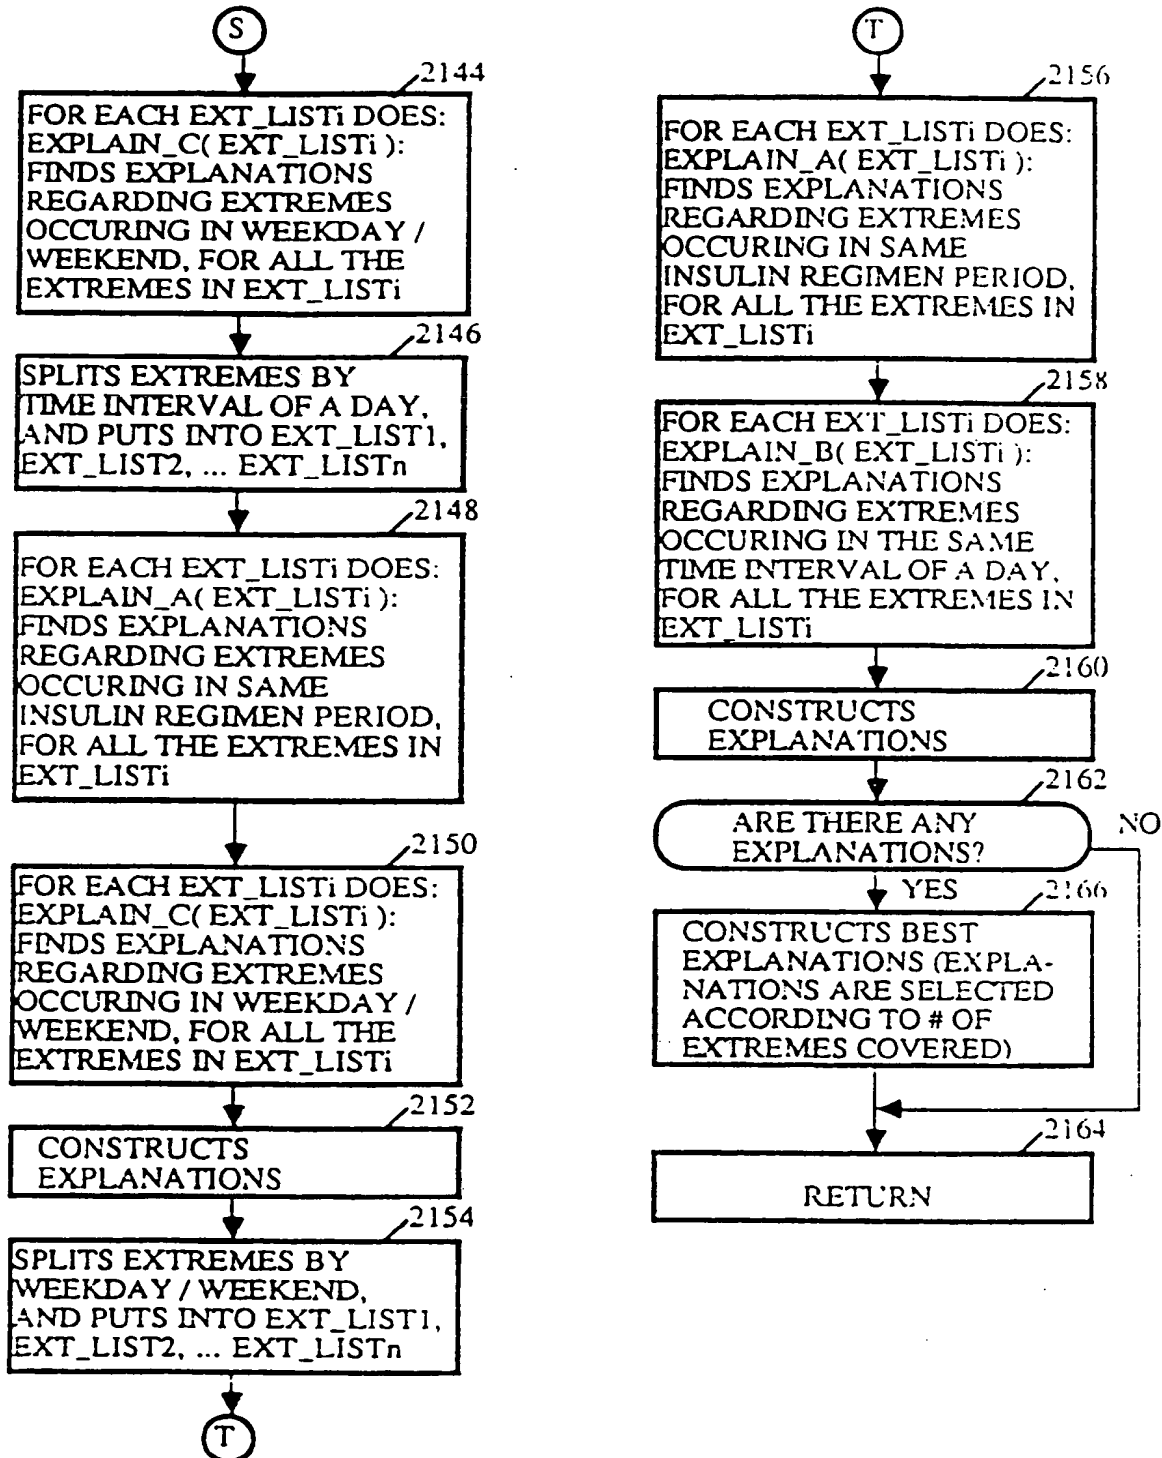 S
2144
FOR EACH EXT_LISTi DOES:
EXPLAIN_C( EXT_LISTi ):
FINDS EXPLANATIONS
REGARDING EXTREMES
OCCURING IN WEEKDAY /
WEEKEND, FOR ALL THE
EXTREMES IN EXT_LISTi
2146
SPLITS EXTREMES BY
TIME INTERVAL OF A DAY,
AND PUTS INTO EXT_LIST1,
EXT_LIST2, ... EXT_LISTn
2148
FOR EACH EXT_LISTi DOES:
EXPLAIN_A( EXT_LISTi ):
FINDS EXPLANATIONS
REGARDING EXTREMES
OCCURING IN SAME
INSULIN REGIMEN PERIOD,
FOR ALL THE EXTREMES IN
EXT_LISTi
2150
FOR EACH EXT_LISTi DOES:
EXPLAIN_C( EXT_LISTi ):
FINDS EXPLANATIONS
REGARDING EXTREMES
OCCURING IN WEEKDAY /
WEEKEND, FOR ALL THE
EXTREMES IN EXT_LISTi
2152
CONSTRUCTS
EXPLANATIONS
2154
SPLITS EXTREMES BY
WEEKDAY / WEEKEND,
AND PUTS INTO EXT_LIST1,
EXT_LIST2, ... EXT_LISTn
T
T
2156
FOR EACH EXT_LISTi DOES:
EXPLAIN_A( EXT_LISTi ):
FINDS EXPLANATIONS
REGARDING EXTREMES
OCCURING IN SAME
INSULIN REGIMEN PERIOD,
FOR ALL THE EXTREMES IN
EXT_LISTi
2158
FOR EACH EXT_LISTi DOES:
EXPLAIN_B( EXT_LISTi ):
FINDS EXPLANATIONS
REGARDING EXTREMES
OCCURING IN THE SAME
TIME INTERVAL OF A DAY,
FOR ALL THE EXTREMES IN
EXT_LISTi
2160
CONSTRUCTS
EXPLANATIONS
2162
ARE THERE ANY
EXPLANATIONS?
NO
YES
2166
CONSTRUCTS BEST
EXPLANATIONS (EXPLA-
NATIONS ARE SELECTED
ACCORDING TO # OF
EXTREMES COVERED)
2164
RETURN